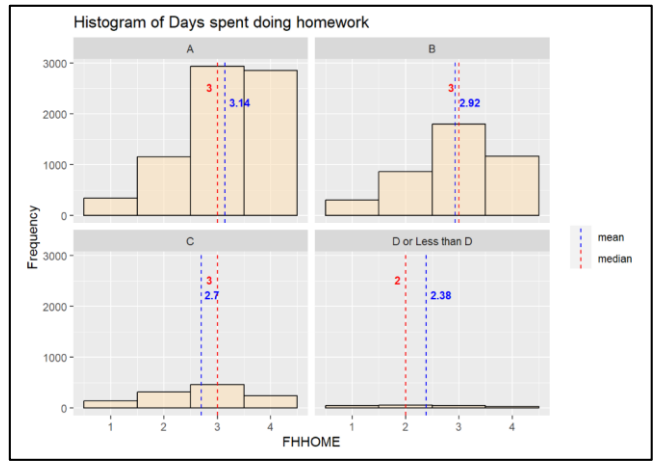 Histogram of Days spent doing homework
A
B
3000
2000
1000
0
3
3.14
3
2.92
C
D or Less than D
3000
2000
1000
0
3
2.7
2
2.38
1 2 3 4
1 2 3 4
Frequency
FHHOME
mean
median